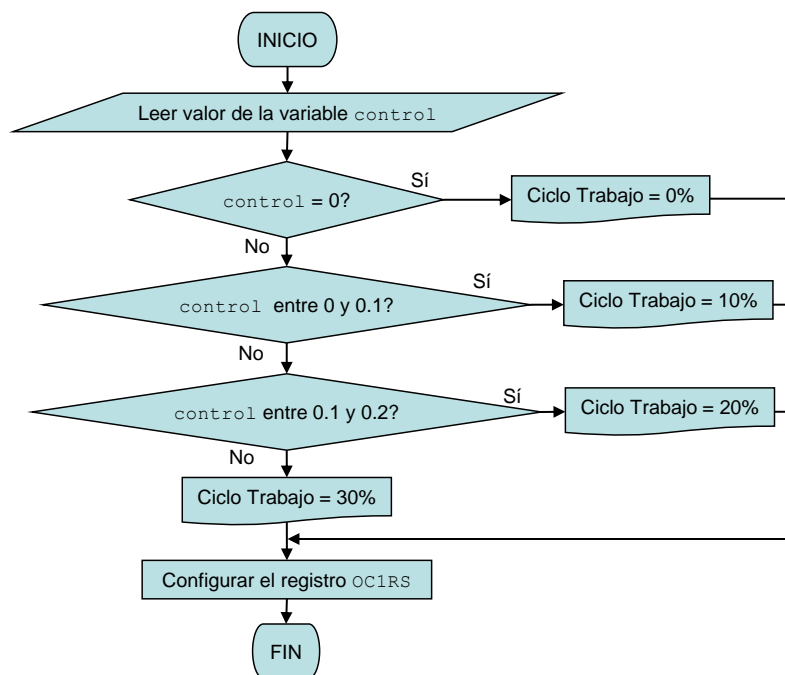 INICIO
Leer valor de la variable control
control = 0?
Sí
Ciclo Trabajo = 0%
No
control entre 0 y 0.1?
Sí
Ciclo Trabajo = 10%
No
control entre 0.1 y 0.2?
Sí
Ciclo Trabajo = 20%
No
Ciclo Trabajo = 30%
Configurar el registro OC1RS
FIN